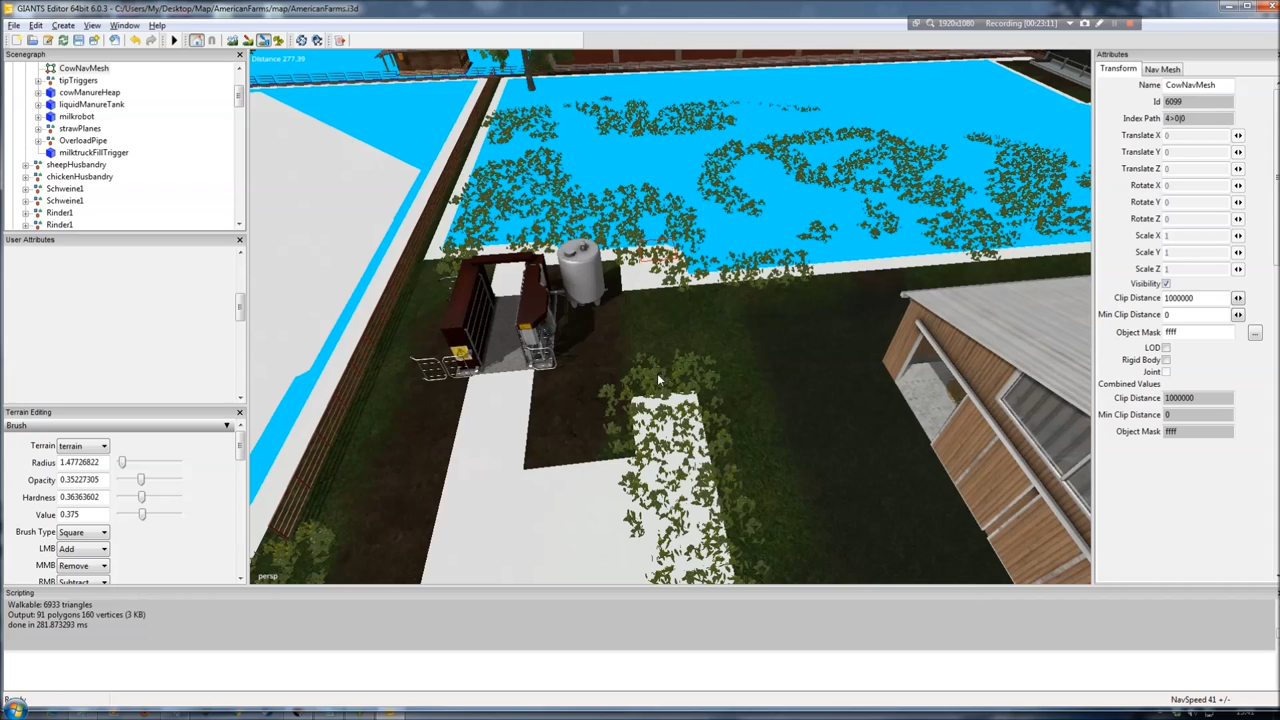 GIANTS Editor 64bit 6.0.3 - C:/Users/My/Desktop/Map/AmericanFarms/map/AmericanFarms.i3d
1920x1080 Recording [00:23:11]
File Edit Create View Window Help
Scenegraph
CowNavMesh
tipTriggers
cowManureHeap
liquidManureTank
milkrobot
strawPlanes
OverloadPipe
milktruckFillTrigger
sheepHusbandry
chickenHusbandry
Schweine1
Schweine1
Rinder1
Rinder1
User Attributes
Terrain Editing
Brush
Terrain terrain
Radius 1.47726822
Opacity 0.35227305
Hardness 0.36363602
Value 0.375
Brush Type Square
LMB Add
MMB Remove
RMB Subtract
Distance 277.39
persp
Attributes
Transform Nav Mesh
Name CowNavMesh
Id 6099
Index Path 4>0|0
Translate X 0
Translate Y 0
Translate Z 0
Rotate X 0
Rotate Y 0
Rotate Z 0
Scale X 1
Scale Y 1
Scale Z 1
Visibility
Clip Distance 1000000
Min Clip Distance 0
Object Mask ffff ...
LOD
Rigid Body
Joint
Combined Values
Clip Distance 1000000
Min Clip Distance 0
Object Mask ffff
Scripting
Walkable: 6933 triangles
Output: 91 polygons 160 vertices (3 KB)
done in 281.873293 ms
NavSpeed 41 +/-